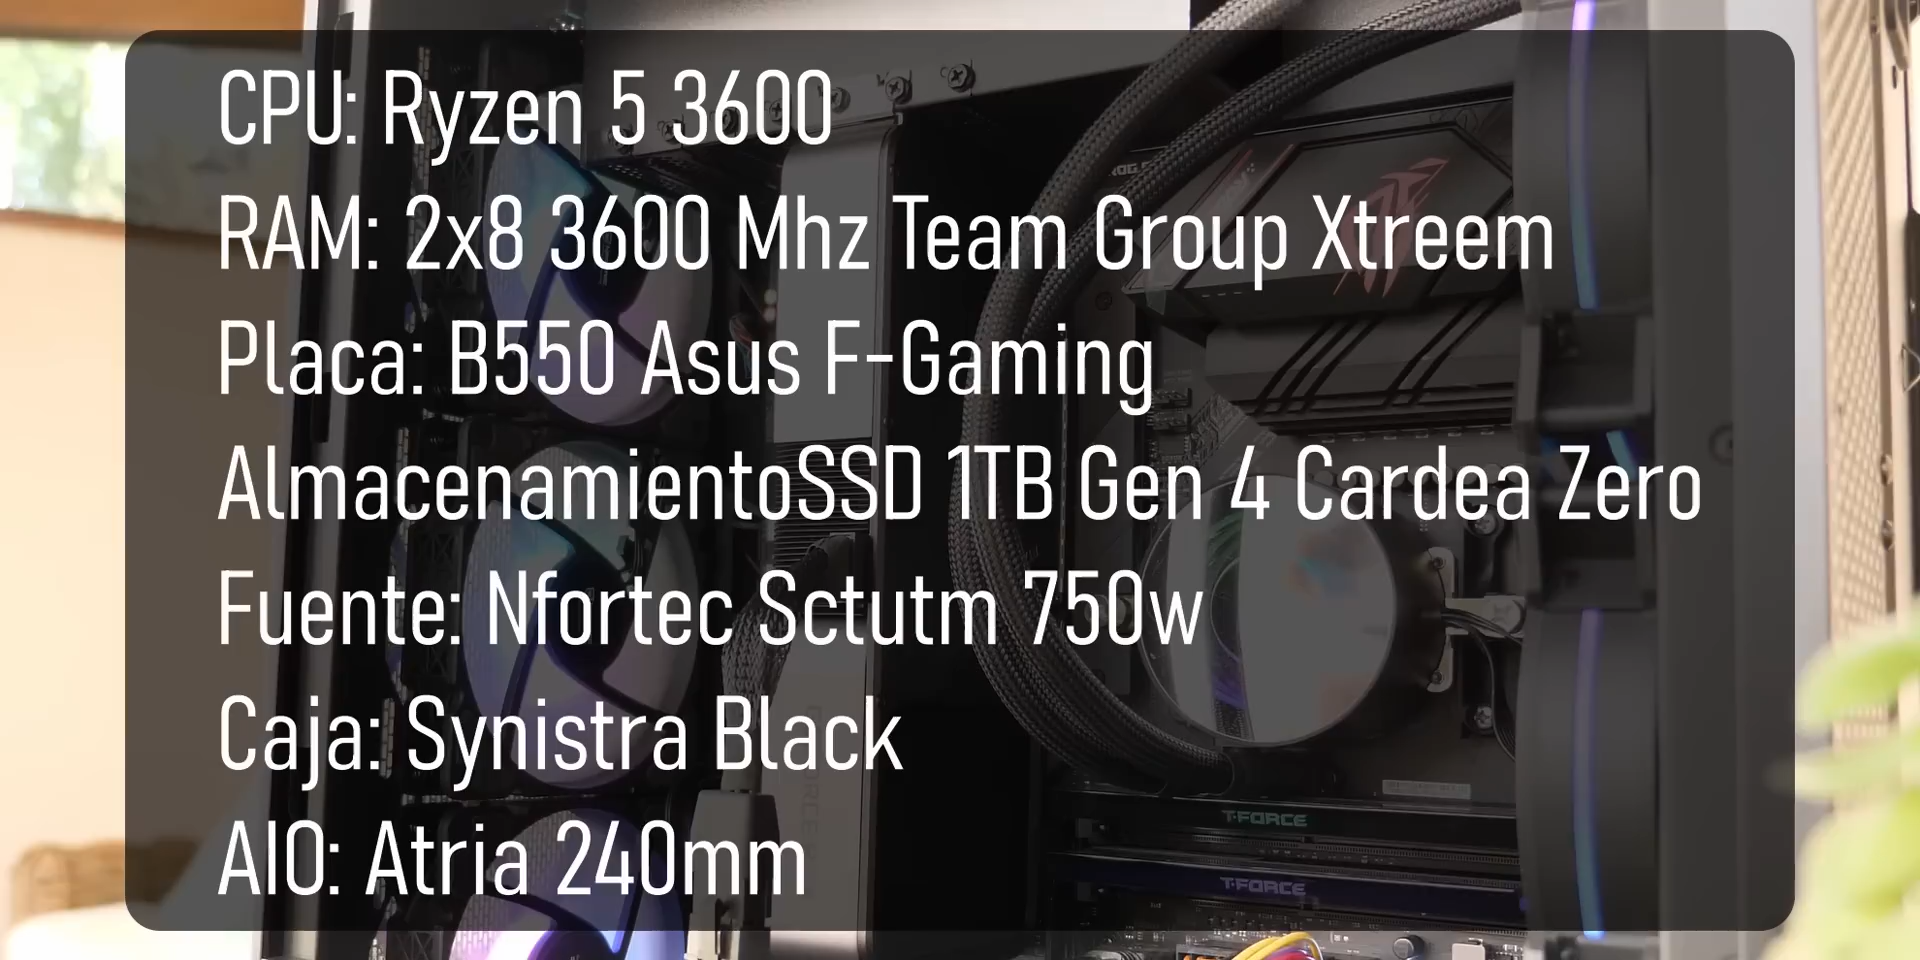 CPU: Ryzen 5 3600
RAM: 2x8 3600 Mhz Team Group Xtreem
Placa: B550 Asus F-Gaming
AlmacenamientoSSD 1TB Gen 4 Cardea Zero
Fuente: Nfortec Sctutm 750w
Caja: Synistra Black
AIO: Atria 240mm
T-FORCE
T-FORCE